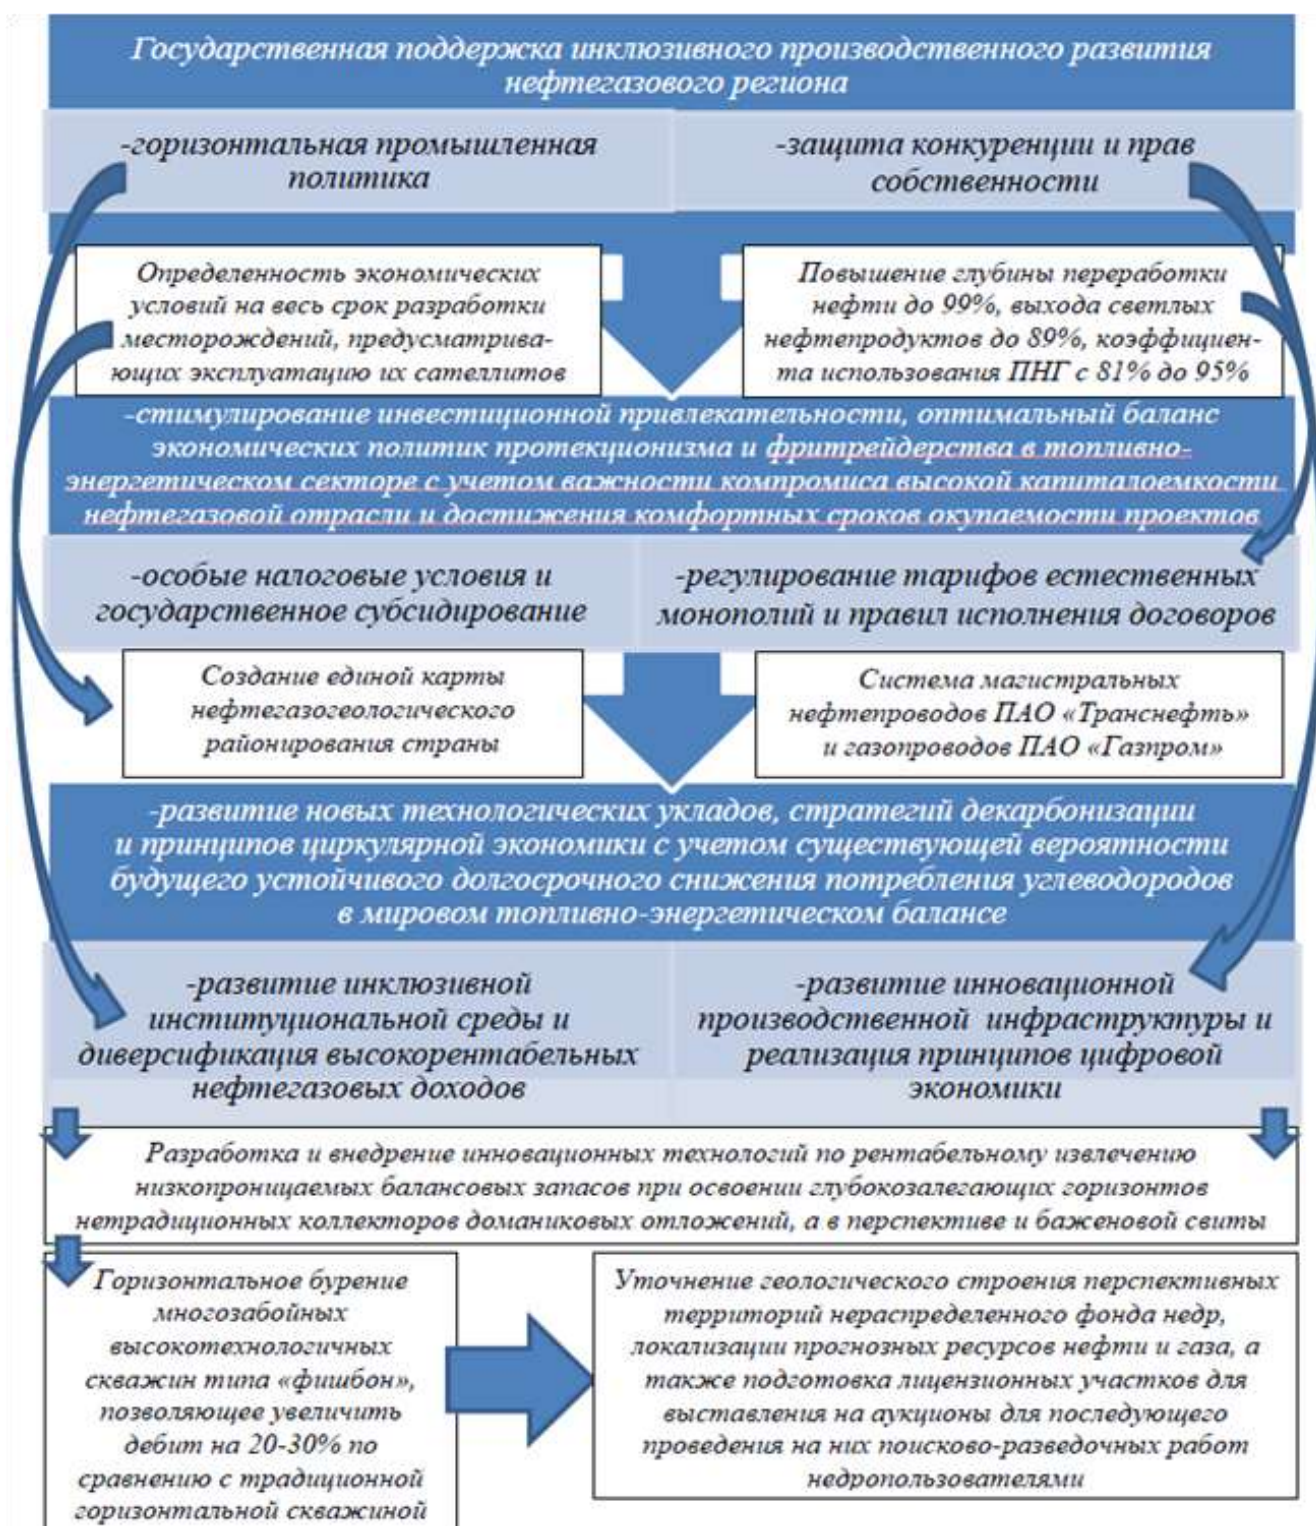 Государственная поддержка инклюзивного производственного развития
нефтегазового региона
-горизонтальная промышленная
политика
-защита конкуренции и прав
собственности
Определенность экономических
условий на весь срок разработки
месторождений, предусматрива-
ющих эксплуатацию их сателлитов
Повышение глубины переработки
нефти до 99%, выхода светлых
нефтепродуктов до 89%, коэффициен-
та использования ПНГ с 81% до 95%
-стимулирование инвестиционной привлекательности, оптимальный баланс
экономических политик протекционизма и фритрейдерства в топливно-
энергетическом секторе с учетом важности компромиса высокой капиталоемкости
нефтегазовой отрасли и достижения комфортных сроков окупаемости проектов
-особые налоговые условия и
государственное субсидирование
-регулирование тарифов естественных
монополий и правил исполнения договоров
Создание единой карты
нефтегазогеологического
районирования страны
Система магистральных
нефтепроводов ПАО «Транснефть»
и газопроводов ПАО «Газпром»
-развитие новых технологических укладов, стратегий декарбонизации
и принципов циркулярной экономики с учетом существующей вероятности
будущего устойчивого долгосрочного снижения потребления углеводородов
в мировом топливно-энергетическом балансе
-развитие инклюзивной
институциональной среды и
диверсификация высокорентабельных
нефтегазовых доходов
-развитие инновационной
производственной инфраструктуры и
реализация принципов цифровой
экономики
Разработка и внедрение инновационных технологий по рентабельному извлечению
низкопроницаемых балансовых запасов при освоении глубокозалегающих горизонтов
нетрадиционных коллекторов доманиковых отложений, а в перспективе и баженовой свиты
Горизонтальное бурение
многозабойных
высокотехнологичных
скважин типа «фишбон»,
позволяющее увеличить
дебит на 20-30% по
сравнению с традиционной
горизонтальной скважиной
Уточнение геологического строения перспективных
территорий нераспределенного фонда недр,
локализации прогнозных ресурсов нефти и газа, а
также подготовка лицензионных участков для
выставления на аукционы для последующего
проведения на них поисково-разведочных работ
недропользователями